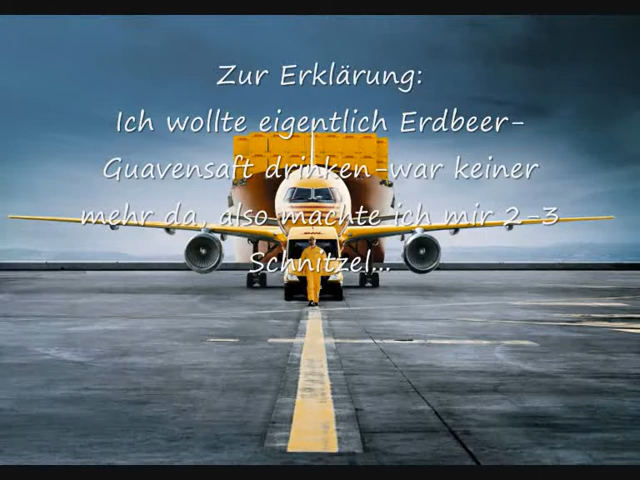 Zur Erklärung:
Ich wollte eigentlich Erdbeer-
Guavensaft drinken-war keiner
mehr da, also machte ich mir 2-3
Schnitzel...